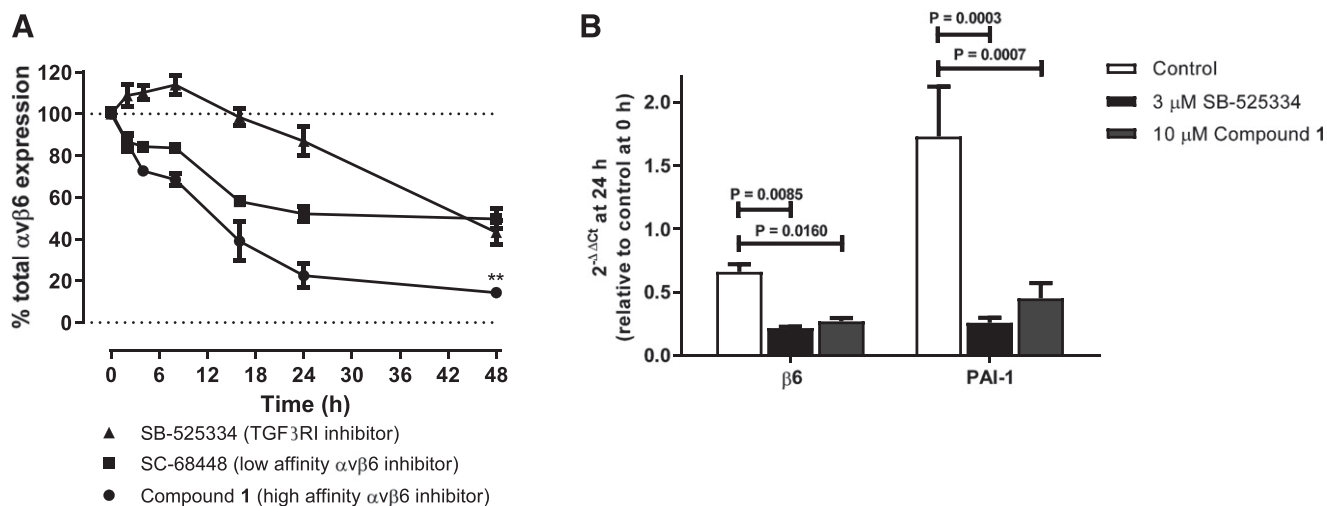 A
% total αvβ6 expression
120
100
80
60
40
20
0
**
0 6 12 18 24 30 36 42 48
Time (h)
SB-525334 (TGF3RI inhibitor)
SC-68448 (low affinity αvβ6 inhibitor)
Compound 1 (high affinity αvβ6 inhibitor)
B
2^-ΔΔCt at 24 h
(relative to control at 0 h)
2.0
1.5
1.0
0.5
0.0
P = 0.0085
P = 0.0160
P = 0.0003
P = 0.0007
β6 PAI-1
Control
3 μM SB-525334
10 μM Compound 1